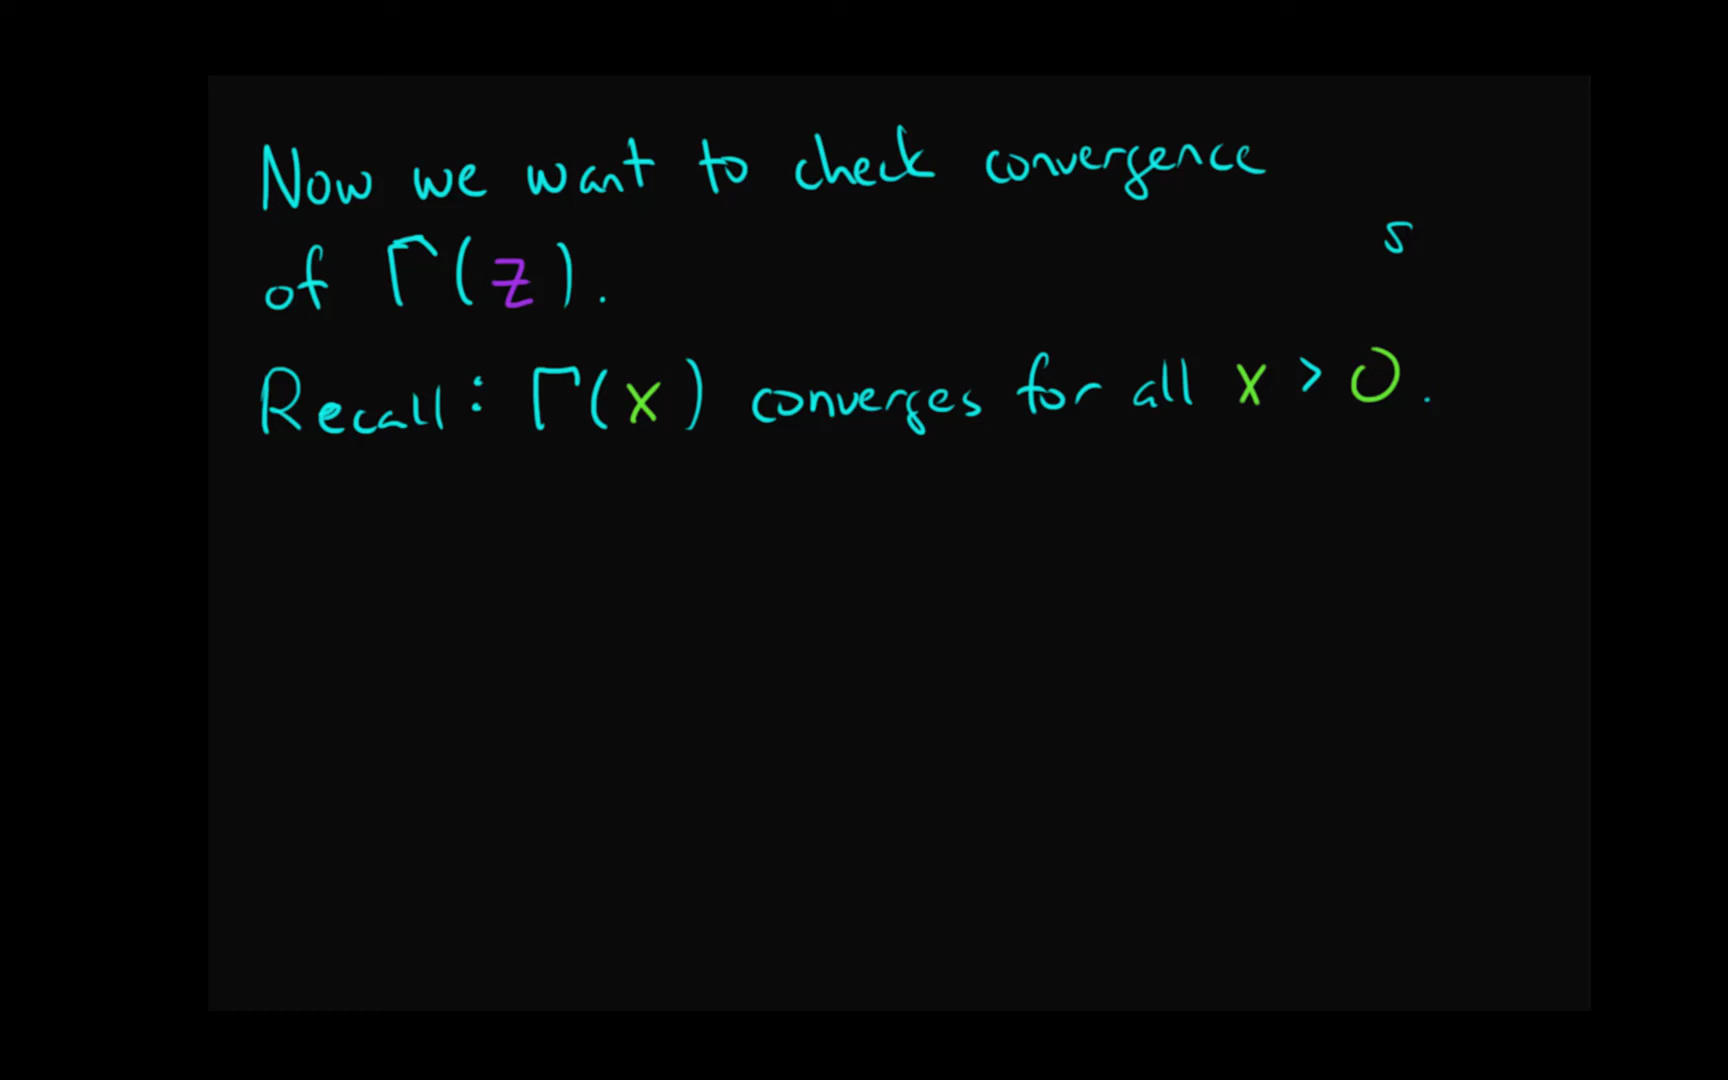 Now we want to check convergence
s
of Γ(z).
Recall: Γ(x) converges for all x > 0.